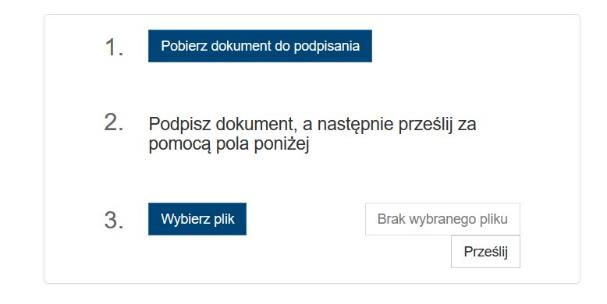 1. Pobierz dokument do podpisania
2. Podpisz dokument, a następnie prześlij za
pomocą pola poniżej
3. Wybierz plik Brak wybranego pliku
Prześlij